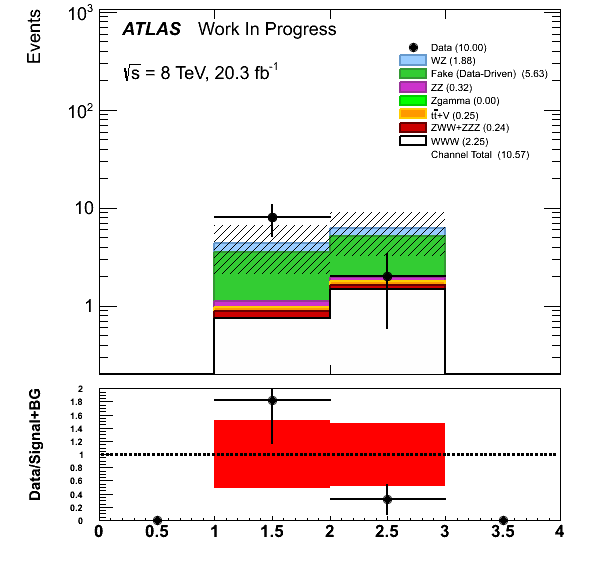 Events
10³
10²
10
1
ATLAS Work In Progress
√s = 8 TeV, 20.3 fb⁻¹
Data (10.00)
WZ (1.88)
Fake (Data-Driven) (5.63)
ZZ (0.32)
Zgamma (0.00)
tt̄+V (0.25)
ZWW+ZZZ (0.24)
WWW (2.25)
Channel Total (10.57)
Data/Signal+BG
2
1.8
1.6
1.4
1.2
1
0.8
0.6
0.4
0.2
0
0 0.5 1 1.5 2 2.5 3 3.5 4